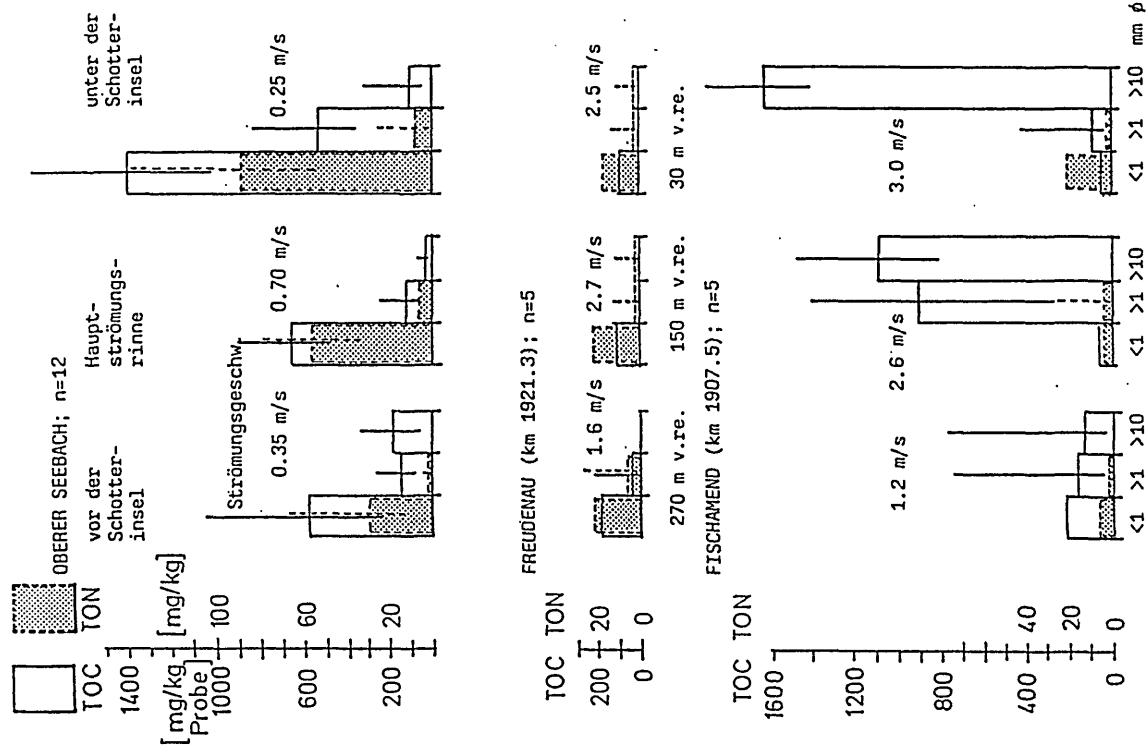 TOC
TON
[mg/kg Probe]
[mg/kg]
1400
1000
600
200
100
60
20
OBERER SEEBACH; n=12
vor der
Schotter-
insel
Haupt-
strömungs-
rinne
unter der
Schotter-
insel
Strömungsgeschw.
0.35 m/s
0.70 m/s
0.25 m/s
FREUDENAU (km 1921.3); n=5
TOC TON
200
0
20
0
1.6 m/s
2.7 m/s
2.5 m/s
270 m v.re.
150 m v.re.
30 m v.re.
FISCHAMEND (km 1907.5); n=5
TOC TON
1600
1200
800
400
0
40
20
0
1.2 m/s
2.6 m/s
3.0 m/s
<1 >1 >10
<1 >1 >10
<1 >1 >10 mm ø